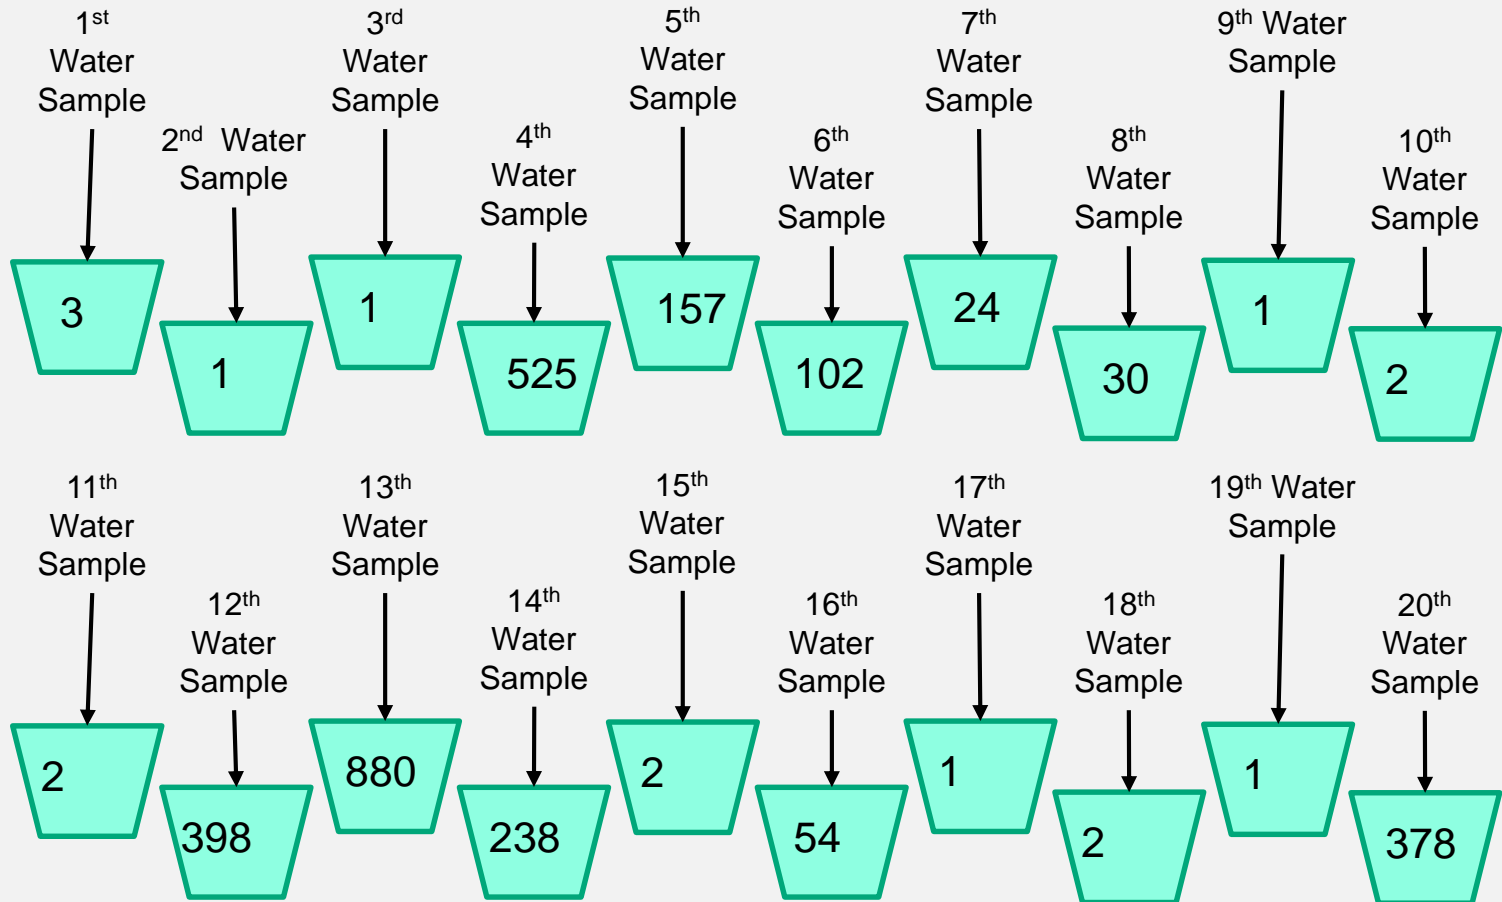 1st
Water
Sample
2nd  Water
Sample
3rd
Water
Sample
4th
Water
Sample
5th
Water
Sample
6th
Water
Sample
7th
Water
Sample
8th
Water
Sample
9th Water
Sample
10th
Water
Sample
3
1
1
525
157
102
24
30
1
2
11th
Water
Sample
12th
Water
Sample
13th
Water
Sample
14th
Water
Sample
15th
Water
Sample
16th
Water
Sample
17th
Water
Sample
18th
Water
Sample
19th Water
Sample
20th
Water
Sample
2
398
880
238
2
54
1
2
1
378